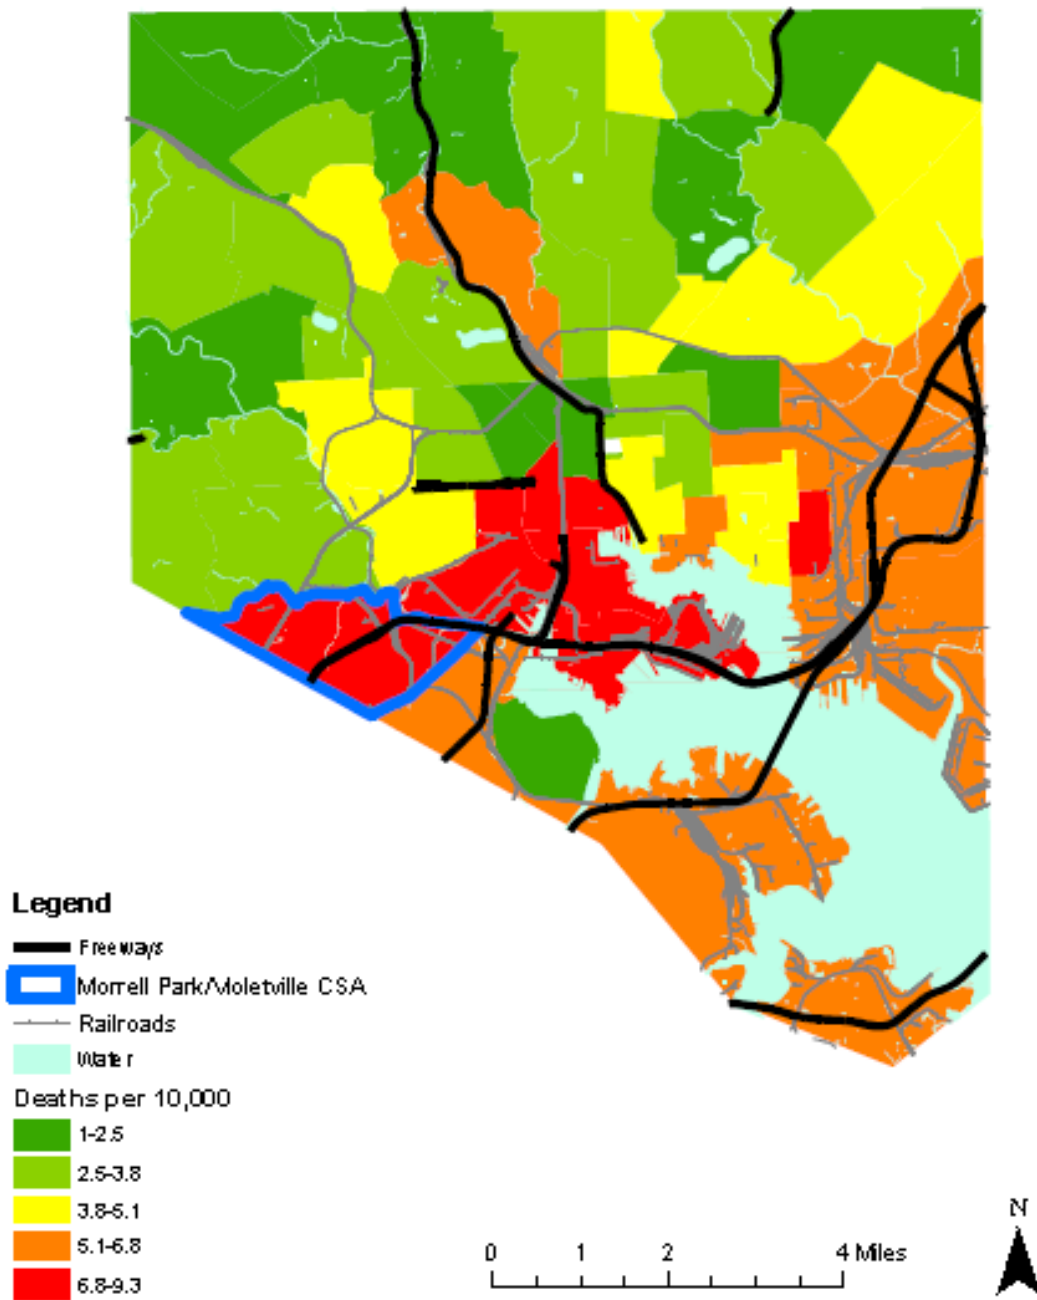 Legend
Freeways
Morrell Park/Violetville CSA
Railroads
Water
Deaths per 10,000
1-2.5
2.5-3.8
3.8-5.1
5.1-6.8
6.8-9.3
0 1 2 4 Miles
N